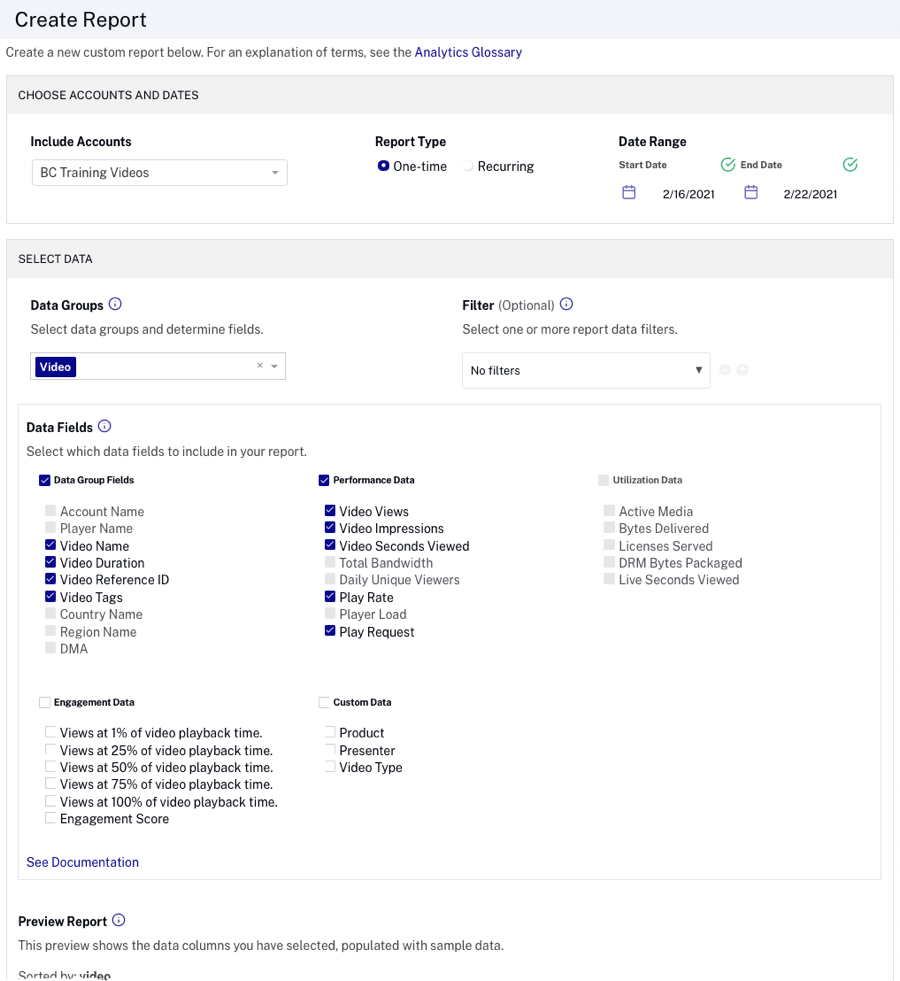 Create Report
Create a new custom report below. For an explanation of terms, see the Analytics Glossary
CHOOSE ACCOUNTS AND DATES
Include Accounts
BC Training Videos
Report Type
One-time
Recurring
Date Range
Start Date
End Date
2/16/2021
2/22/2021
SELECT DATA
Data Groups
Select data groups and determine fields.
Video
Filter (Optional)
Select one or more report data filters.
No filters
Data Fields
Select which data fields to include in your report.
Data Group Fields
Account Name
Player Name
Video Name
Video Duration
Video Reference ID
Video Tags
Country Name
Region Name
DMA
Performance Data
Video Views
Video Impressions
Video Seconds Viewed
Total Bandwidth
Daily Unique Viewers
Play Rate
Player Load
Play Request
Utilization Data
Active Media
Bytes Delivered
Licenses Served
DRM Bytes Packaged
Live Seconds Viewed
Engagement Data
Views at 1% of video playback time.
Views at 25% of video playback time.
Views at 50% of video playback time.
Views at 75% of video playback time.
Views at 100% of video playback time.
Engagement Score
Custom Data
Product
Presenter
Video Type
See Documentation
Preview Report
This preview shows the data columns you have selected, populated with sample data.
Sorted by: video